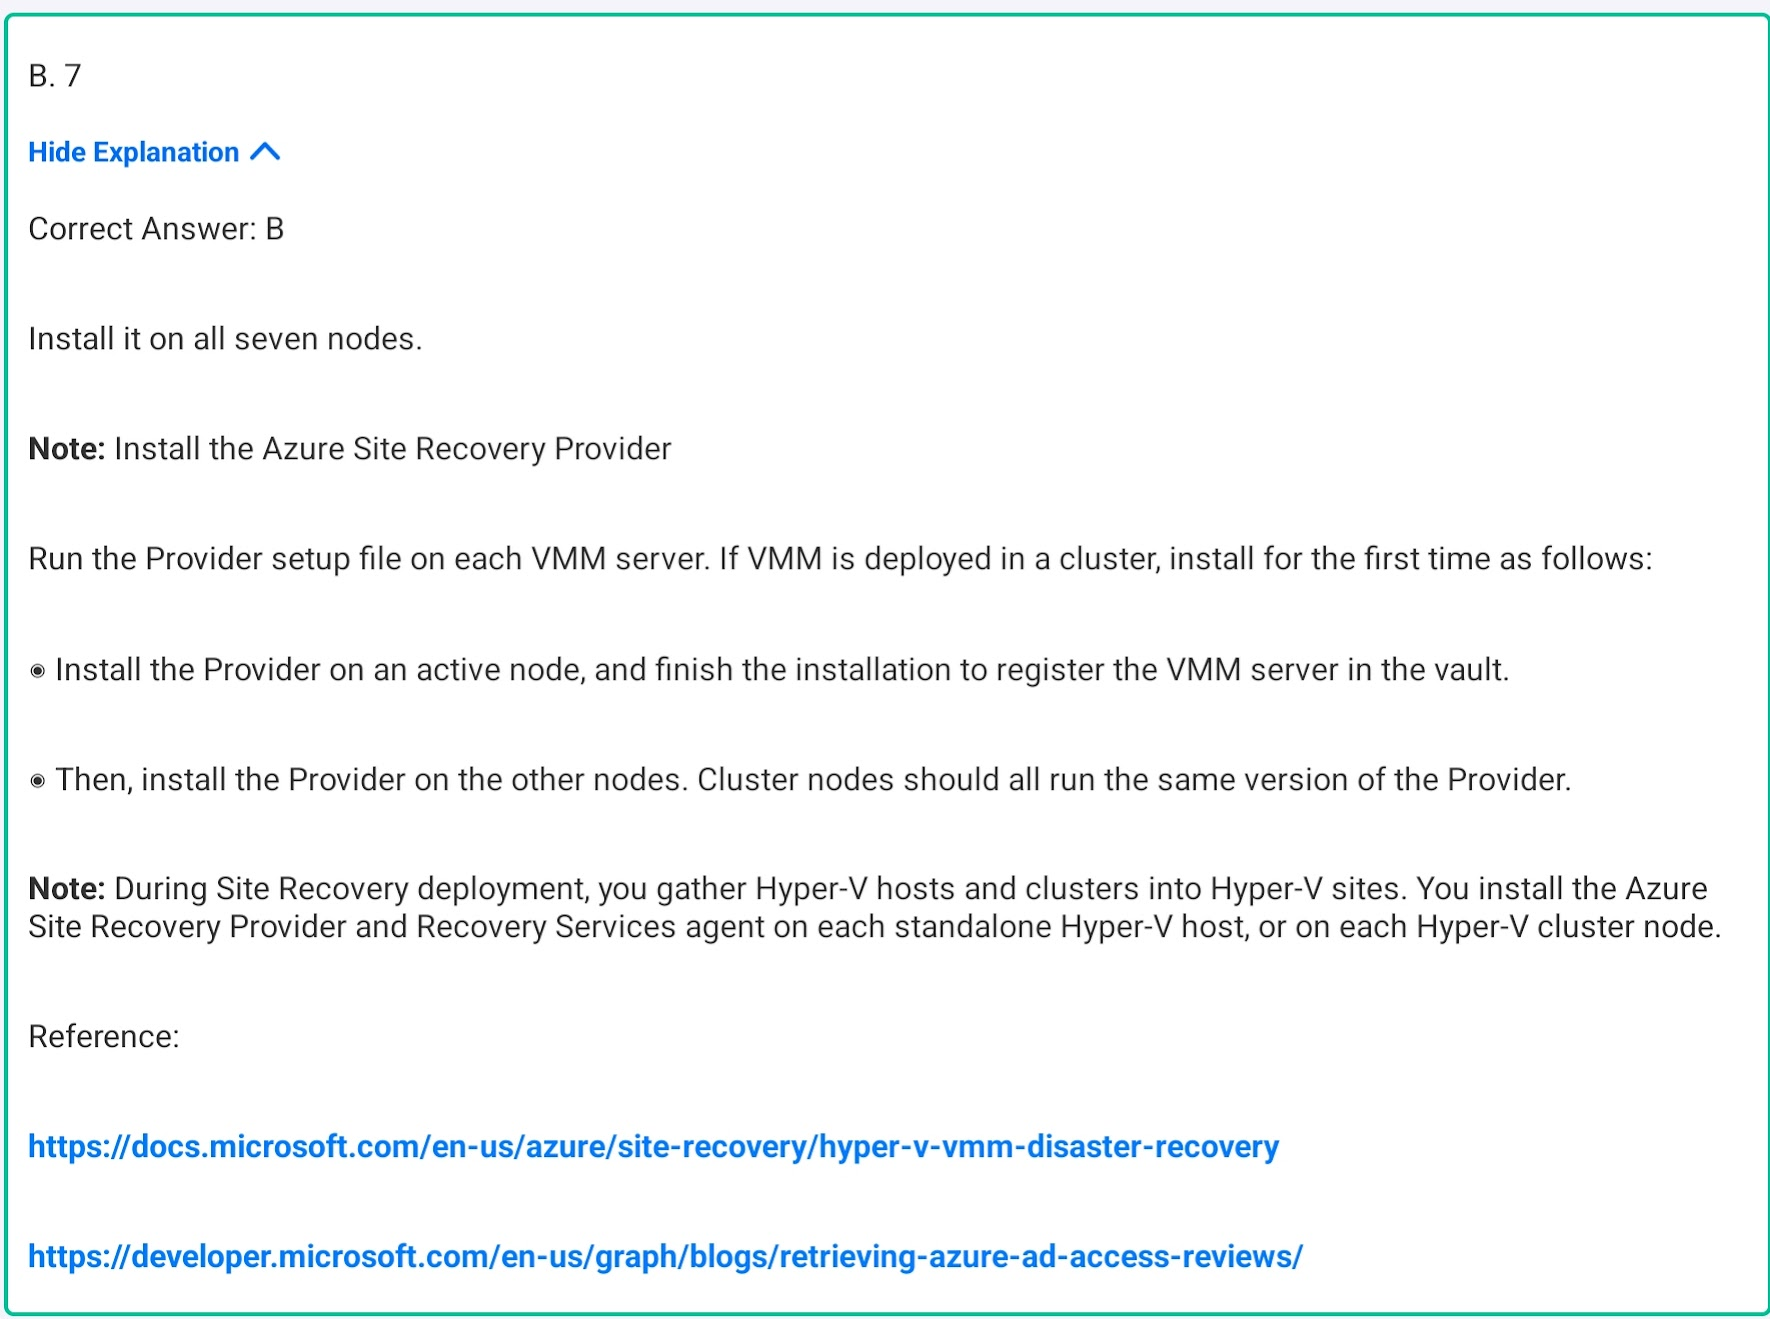 B. 7
Hide Explanation
Correct Answer: B
Install it on all seven nodes.
Note: Install the Azure Site Recovery Provider
Run the Provider setup file on each VMM server. If VMM is deployed in a cluster, install for the first time as follows:
◉ Install the Provider on an active node, and finish the installation to register the VMM server in the vault.
◉ Then, install the Provider on the other nodes. Cluster nodes should all run the same version of the Provider.
Note: During Site Recovery deployment, you gather Hyper-V hosts and clusters into Hyper-V sites. You install the Azure
Site Recovery Provider and Recovery Services agent on each standalone Hyper-V host, or on each Hyper-V cluster node.
Reference:
https://docs.microsoft.com/en-us/azure/site-recovery/hyper-v-vmm-disaster-recovery
https://developer.microsoft.com/en-us/graph/blogs/retrieving-azure-ad-access-reviews/